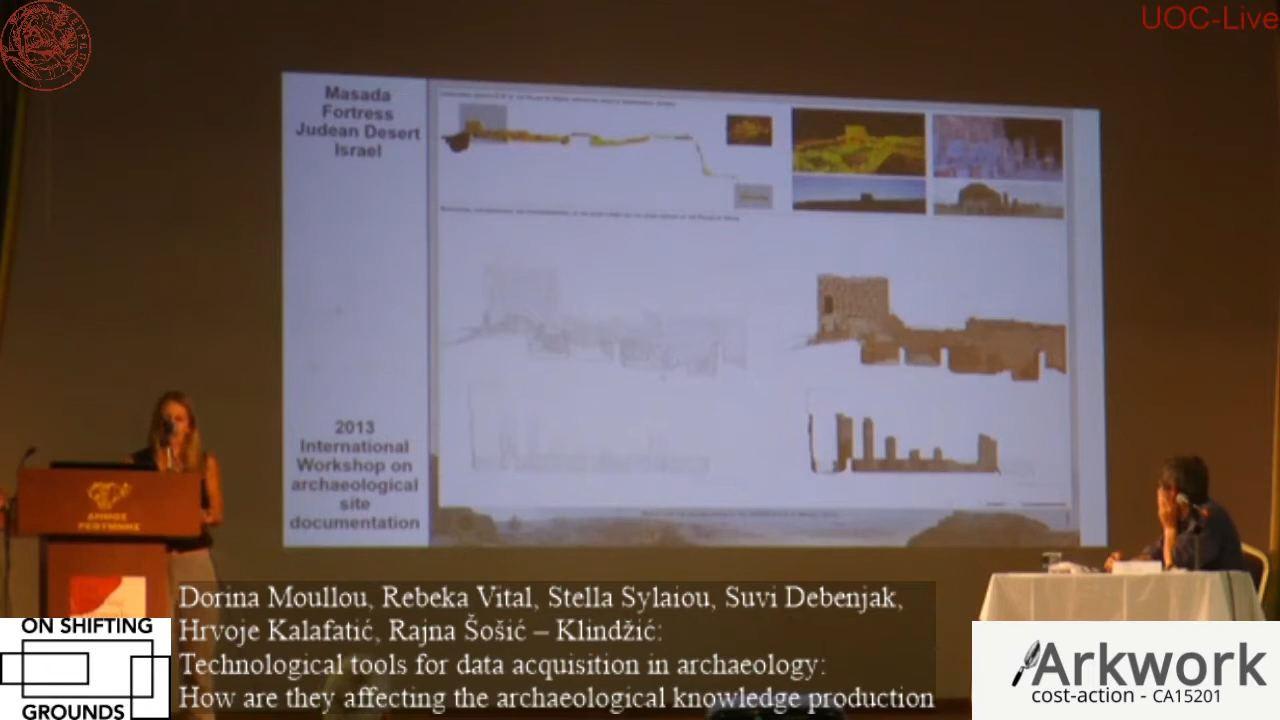 UOC-Live
Masada
Fortress
Judean Desert
Israel
2013
International
Workshop on
archaeological
site
documentation
ΔΗΜΟΣ
ΡΕΘΥΜΝΗΣ
Dorina Moullou, Rebeka Vital, Stella Sylaiou, Suvi Debenjak,
Hrvoje Kalafatić, Rajna Šošić – Klindžić:
Technological tools for data acquisition in archaeology:
How are they affecting the archaeological knowledge production
ON SHIFTING
GROUNDS
Arkwork
cost-action - CA15201